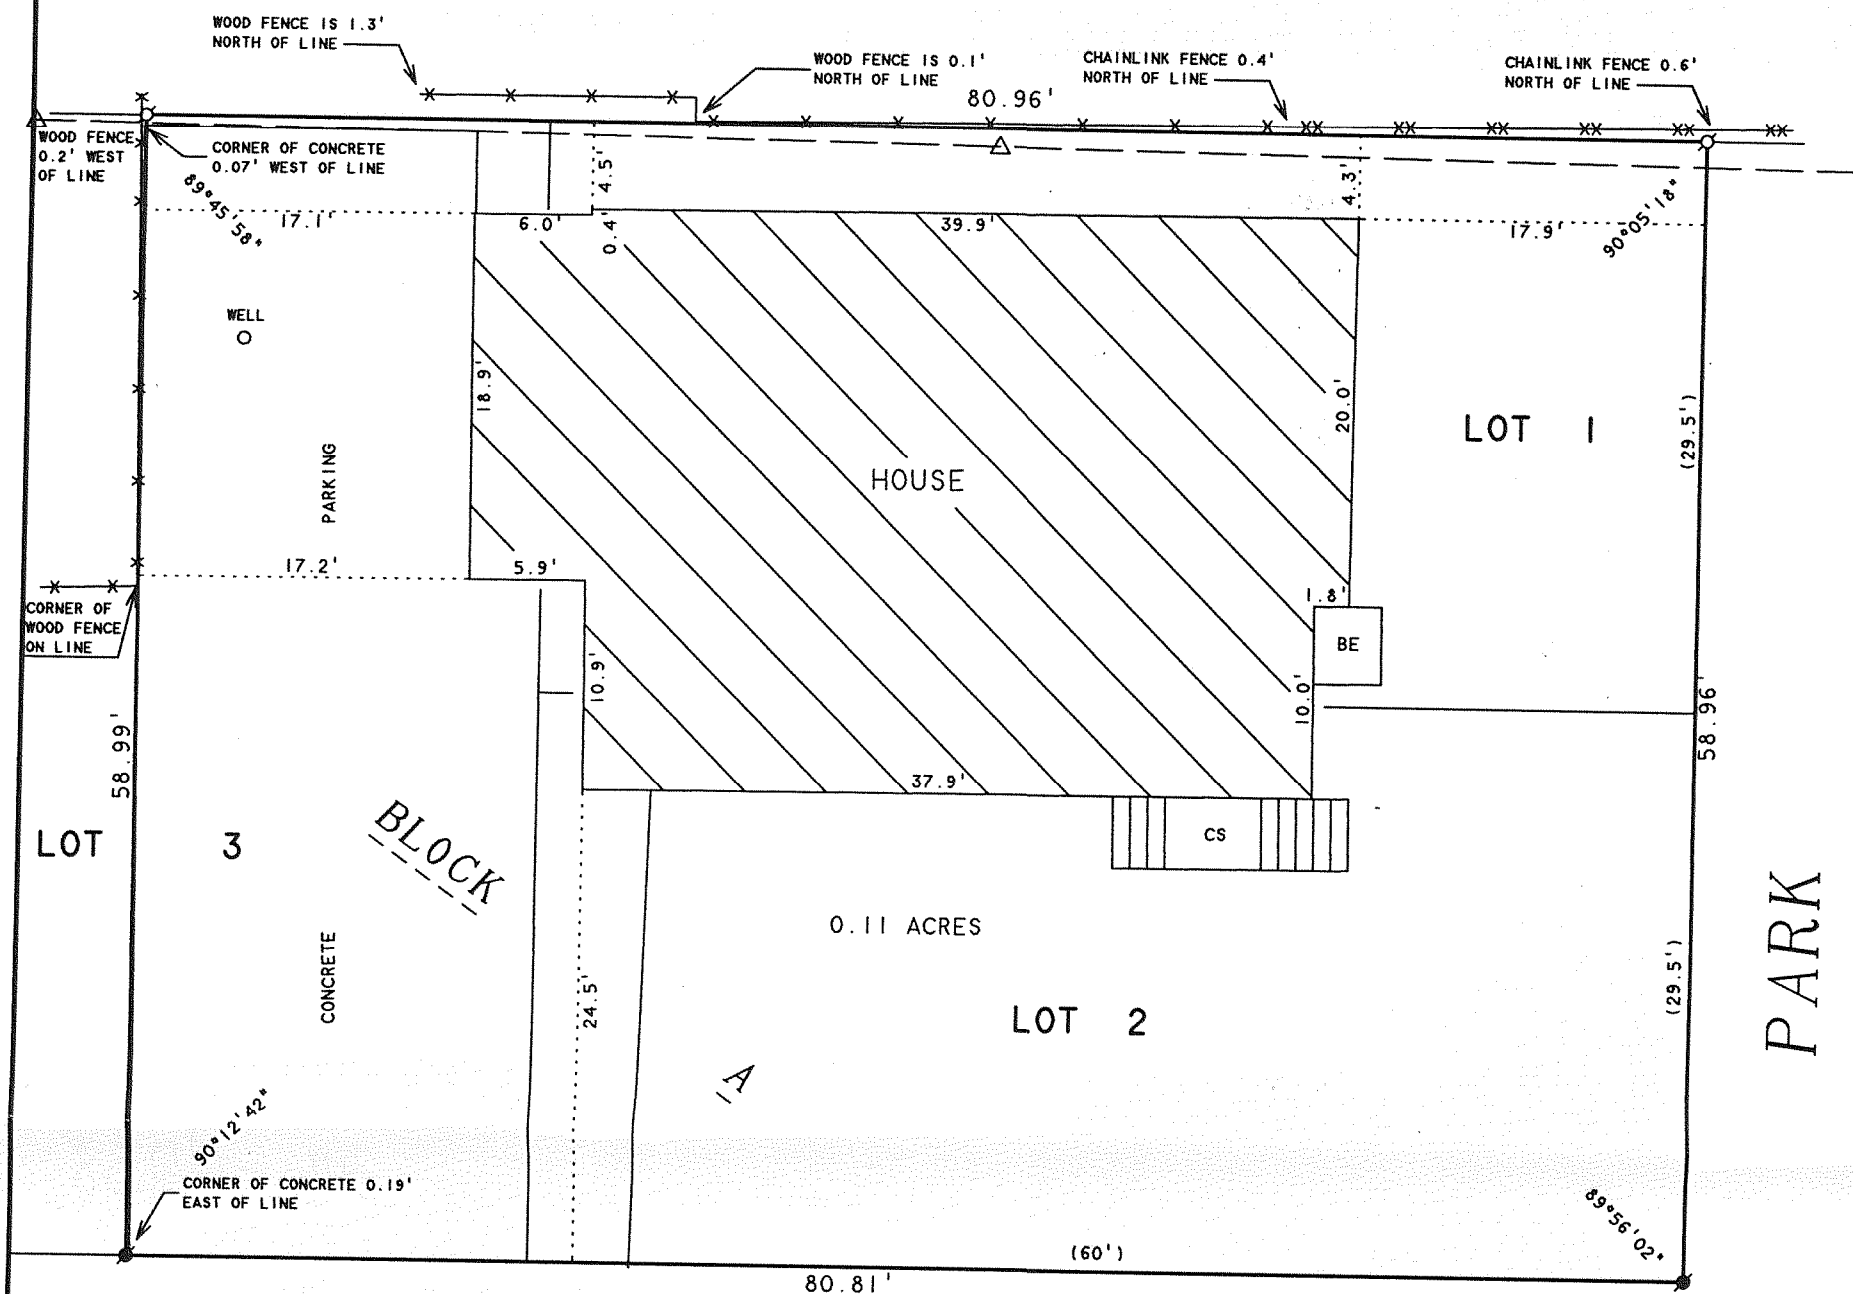 WOOD FENCE IS 1.3'
NORTH OF LINE
WOOD FENCE IS 0.1'
NORTH OF LINE
CHAINLINK FENCE 0.4'
NORTH OF LINE
CHAINLINK FENCE 0.6'
NORTH OF LINE
80.96'
WOOD FENCE
0.2' WEST
OF LINE
CORNER OF CONCRETE
0.07' WEST OF LINE
89°45'58"
4.5'
4.3'
90°05'18"
17.1'
6.0'
0.4'
39.9'
17.9'
WELL
18.9'
20.0'
(29.5')
LOT 1
PARKING
HOUSE
17.2'
5.9'
1.8'
CORNER OF
WOOD FENCE
ON LINE
BE
10.9'
10.0'
58.99'
58.96'
37.9'
CS
LOT 3
BLOCK
PARK
0.11 ACRES
CONCRETE
24.5'
(29.5')
LOT 2
A
90°12'42"
CORNER OF CONCRETE 0.19'
EAST OF LINE
89°56'02"
(60')
80.81'